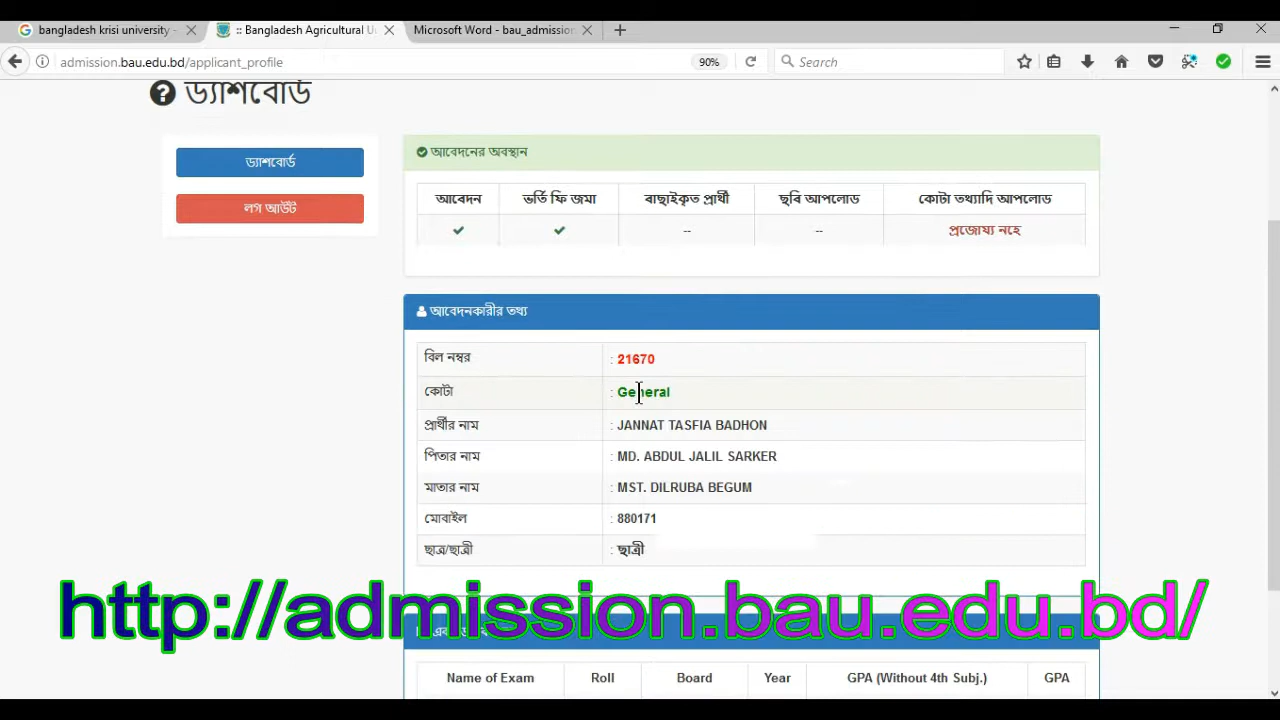 bangladesh krisi university -
:: Bangladesh Agricultural U
Microsoft Word - bau_admission
admission.bau.edu.bd/applicant_profile
90%
Search
ড্যাশবোর্ড
ড্যাশবোর্ড
লগ আউট
আবেদনের অবস্থান
আবেদন ভর্তি ফি জমা বাছাইকৃত প্রার্থী ছবি আপলোড কোটা তথ্যাদি আপলোড
✔ ✔ -- -- প্রজোয্য নহে
আবেদনকারীর তথ্য
বিল নম্বর : 21670
কোটা : General
প্রার্থীর নাম : JANNAT TASFIA BADHON
পিতার নাম : MD. ABDUL JALIL SARKER
মাতার নাম : MST. DILRUBA BEGUM
মোবাইল : 880171
ছাত্র/ছাত্রী : ছাত্রী
http://admission.bau.edu.bd/
Name of Exam Roll Board Year GPA (Without 4th Subj.) GPA